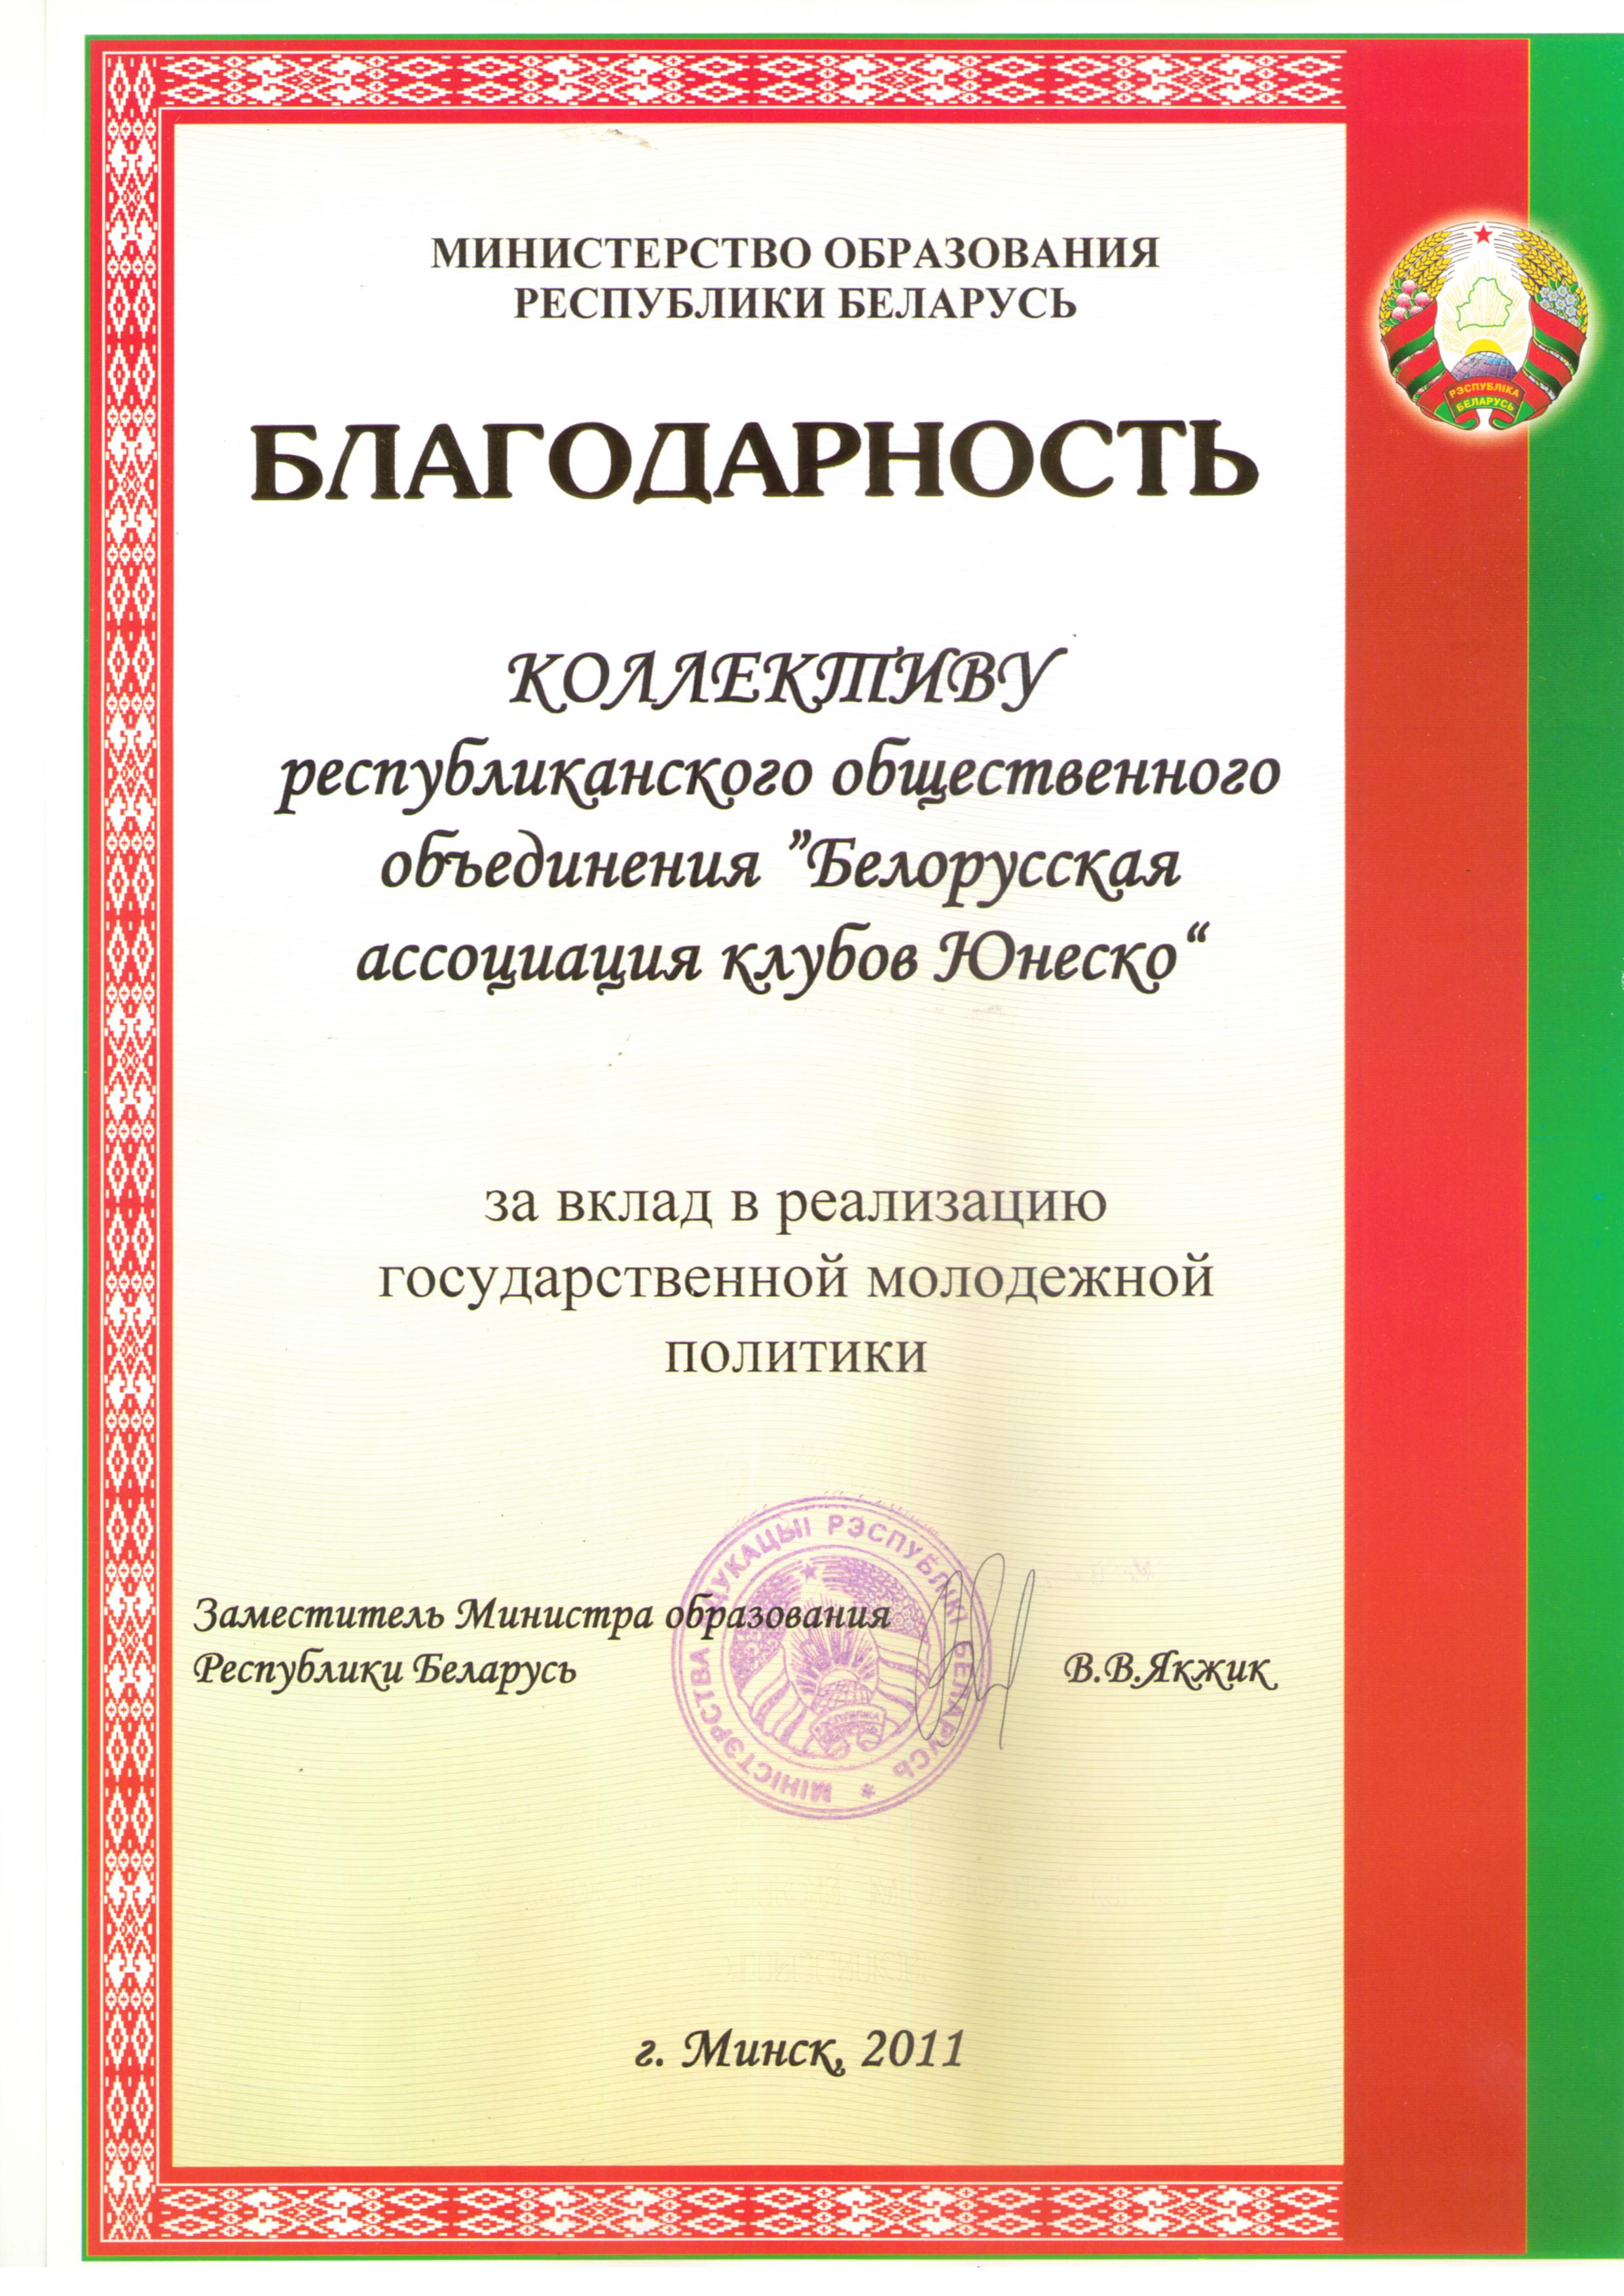 МИНИСТЕРСТВО ОБРАЗОВАНИЯ
РЕСПУБЛИКИ БЕЛАРУСЬ
РЭСПУБЛІКА
БЕЛАРУСЬ
БЛАГОДАРНОСТЬ
КОЛЛЕКТИВУ
республиканского общественного
объединения "Белорусская
ассоциация клубов Юнеско"
за вклад в реализацию
государственной молодежной
политики
МІНІСТЭРСТВА АДУКАЦЫІ РЭСПУБЛІКІ БЕЛАРУСЬ *
Заместитель Министра образования
Республики Беларусь
В.В.Якжик
г. Минск, 2011